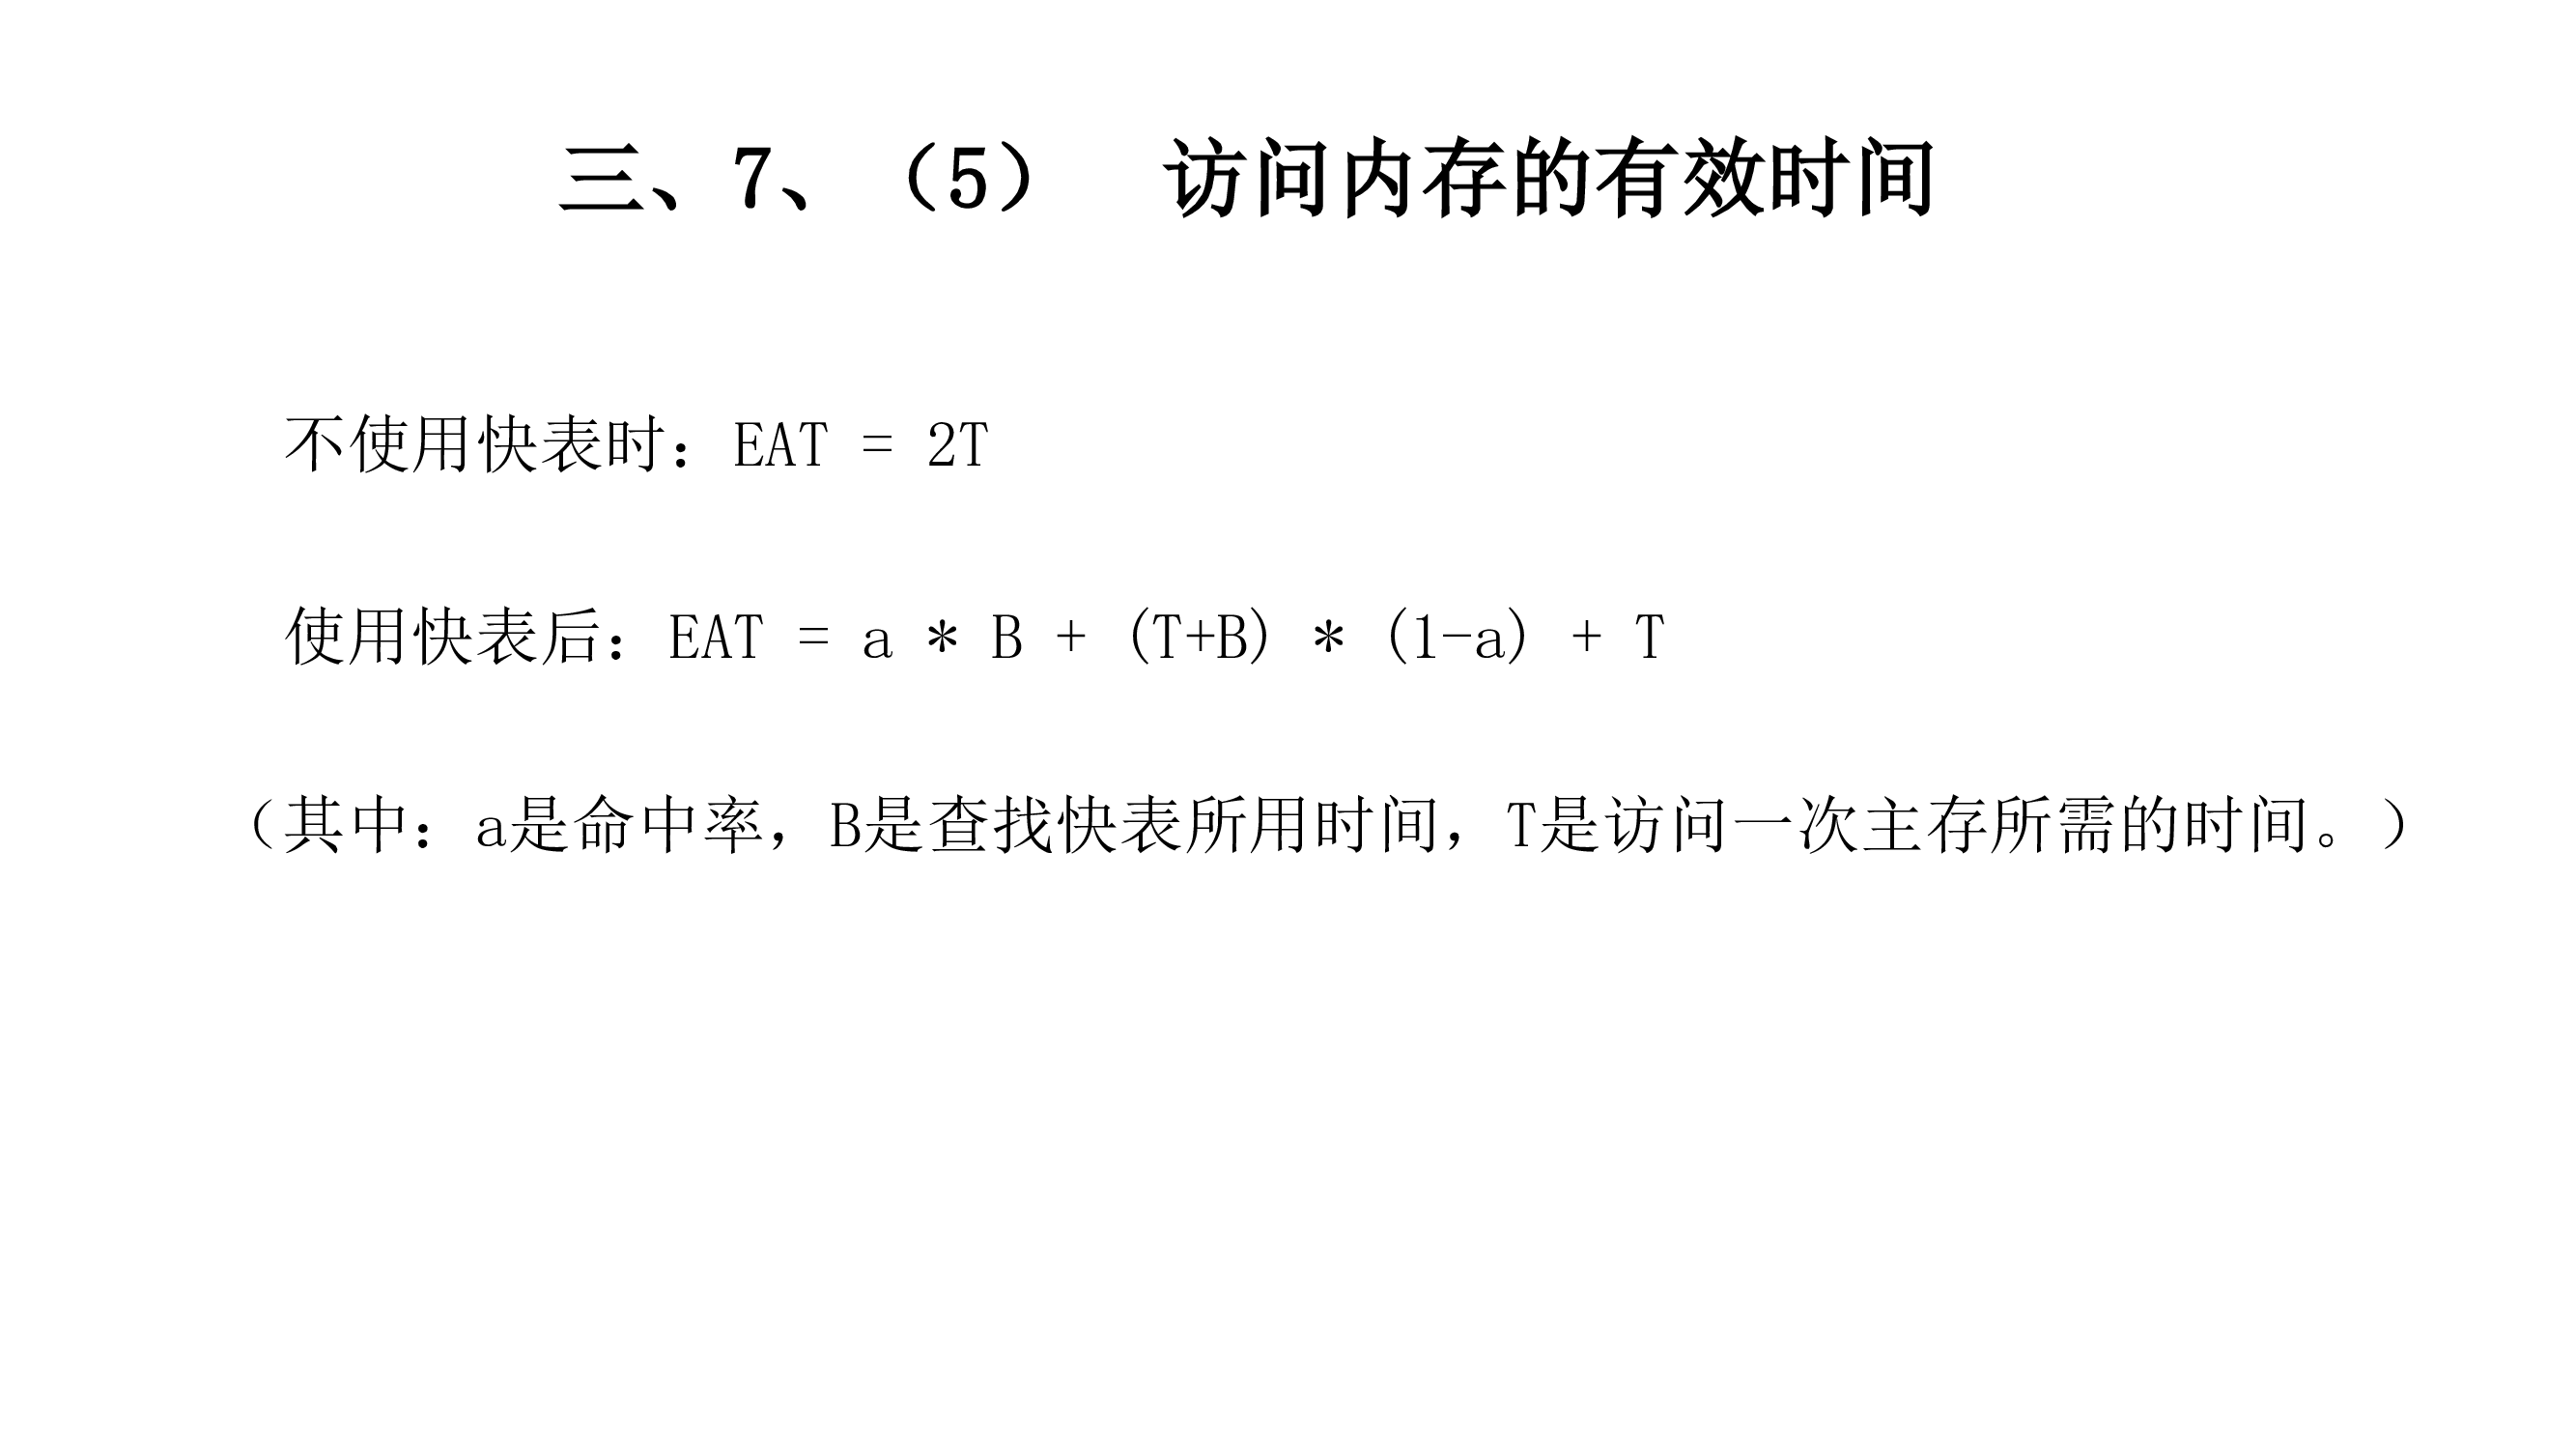 三、7、（5） 访问内存的有效时间
不使用快表时：EAT = 2T
使用快表后：EAT = a * B + (T+B) * (1-a) + T
（其中：a是命中率，B是查找快表所用时间，T是访问一次主存所需的时间。）